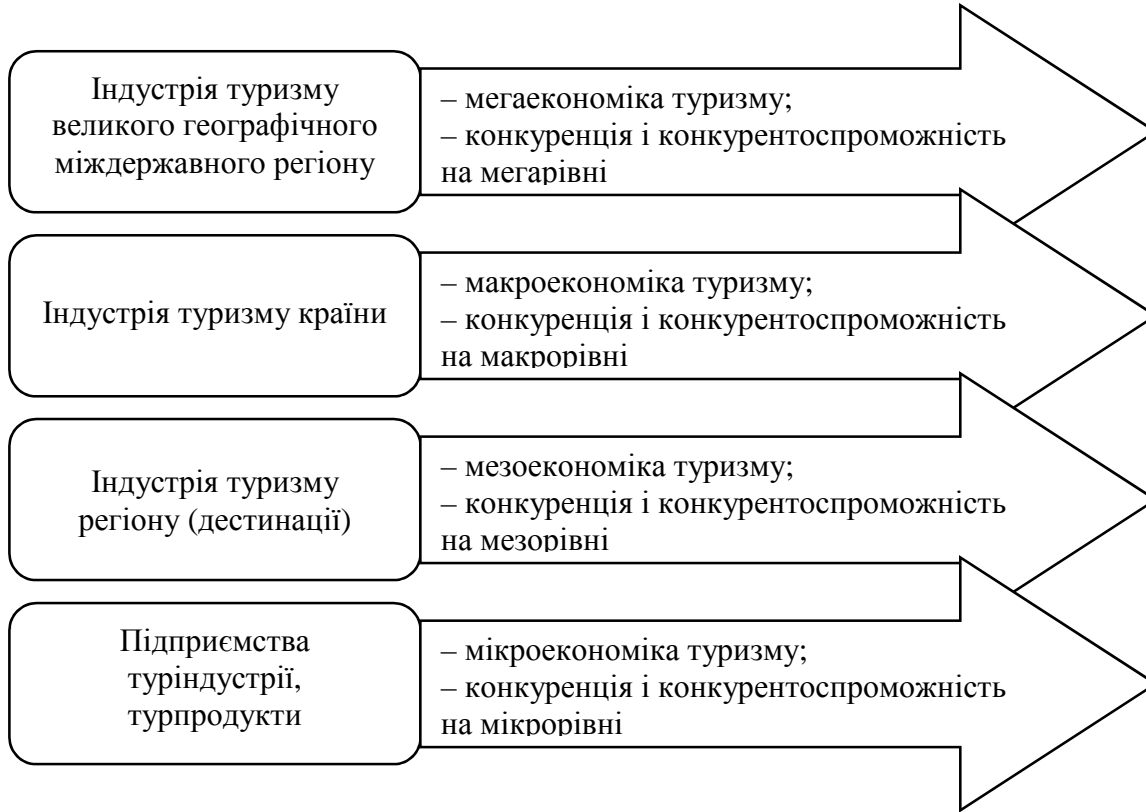 Індустрія туризму
великого географічного
міждержавного регіону
– мегаекономіка туризму;
– конкуренція і конкурентоспроможність
на мегарівні
Індустрія туризму країни
– макроекономіка туризму;
– конкуренція і конкурентоспроможність
на макрорівні
Індустрія туризму
регіону (дестинації)
– мезоекономіка туризму;
– конкуренція і конкурентоспроможність
на мезорівні
Підприємства
туріндустрії,
турпродукти
– мікроекономіка туризму;
– конкуренція і конкурентоспроможність
на мікрорівні